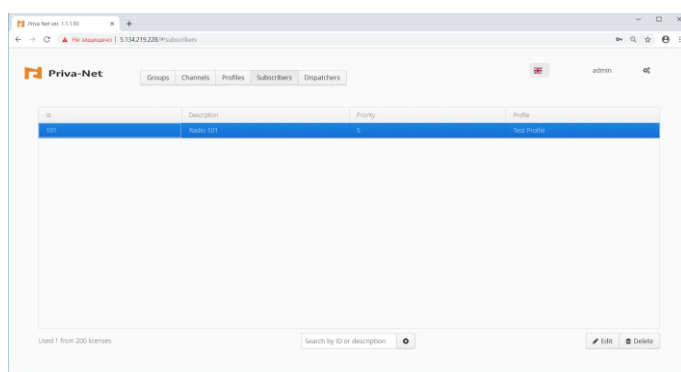 Priva Net ver. 1.1.180
Не защищено | 5.134.219.228/#!subscribers
Priva-Net
Groups Channels Profiles Subscribers Dispatchers
admin
id Description Priority Profile
101 Radio 101 5 Test Profile
Used 1 from 200 licenses
Search by ID or description
Edit Delete